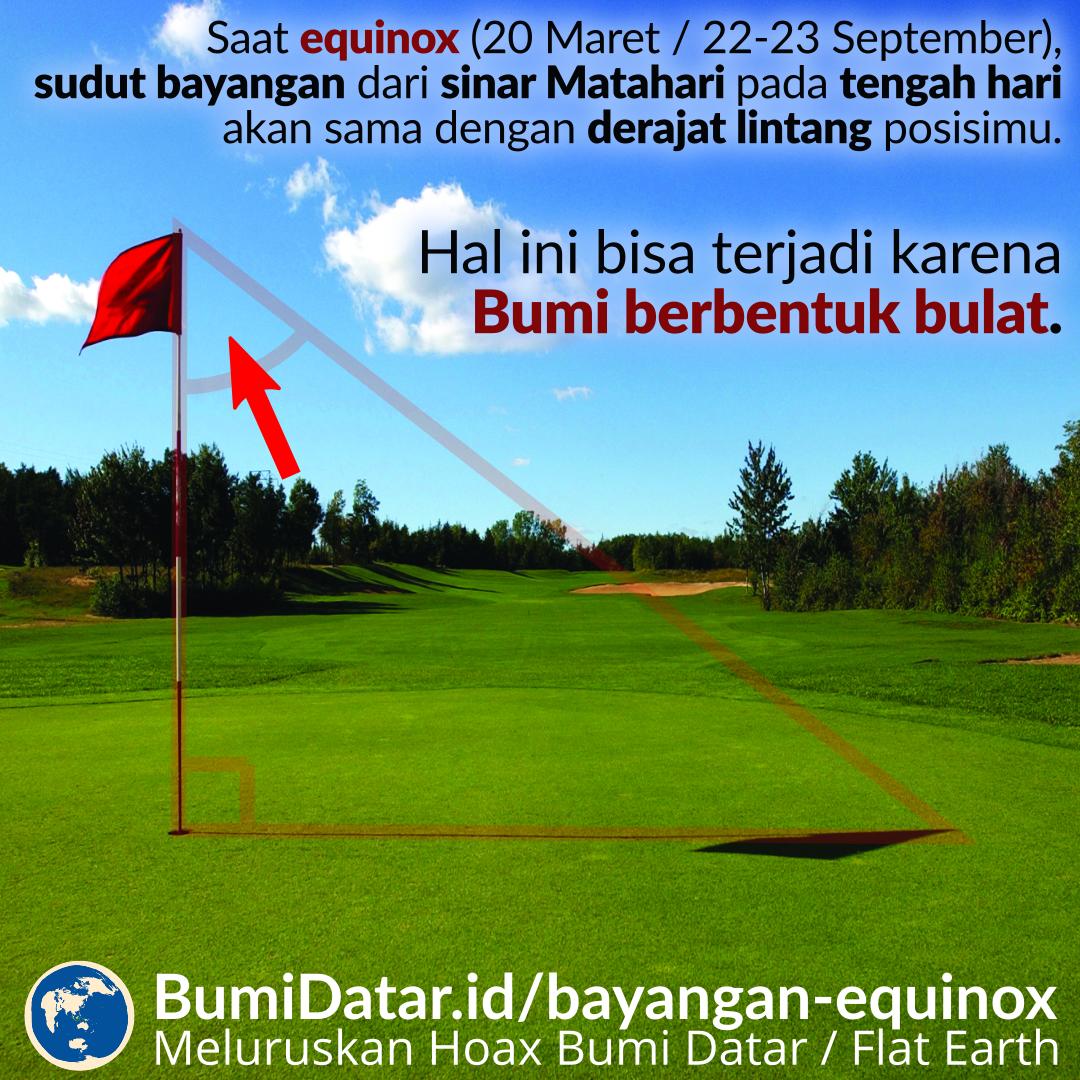 Saat equinox (20 Maret / 22-23 September),
sudut bayangan dari sinar Matahari pada tengah hari
akan sama dengan derajat lintang posisimu.
Hal ini bisa terjadi karena
Bumi berbentuk bulat.
BumiDatar.id/bayangan-equinox
Meluruskan Hoax Bumi Datar / Flat Earth